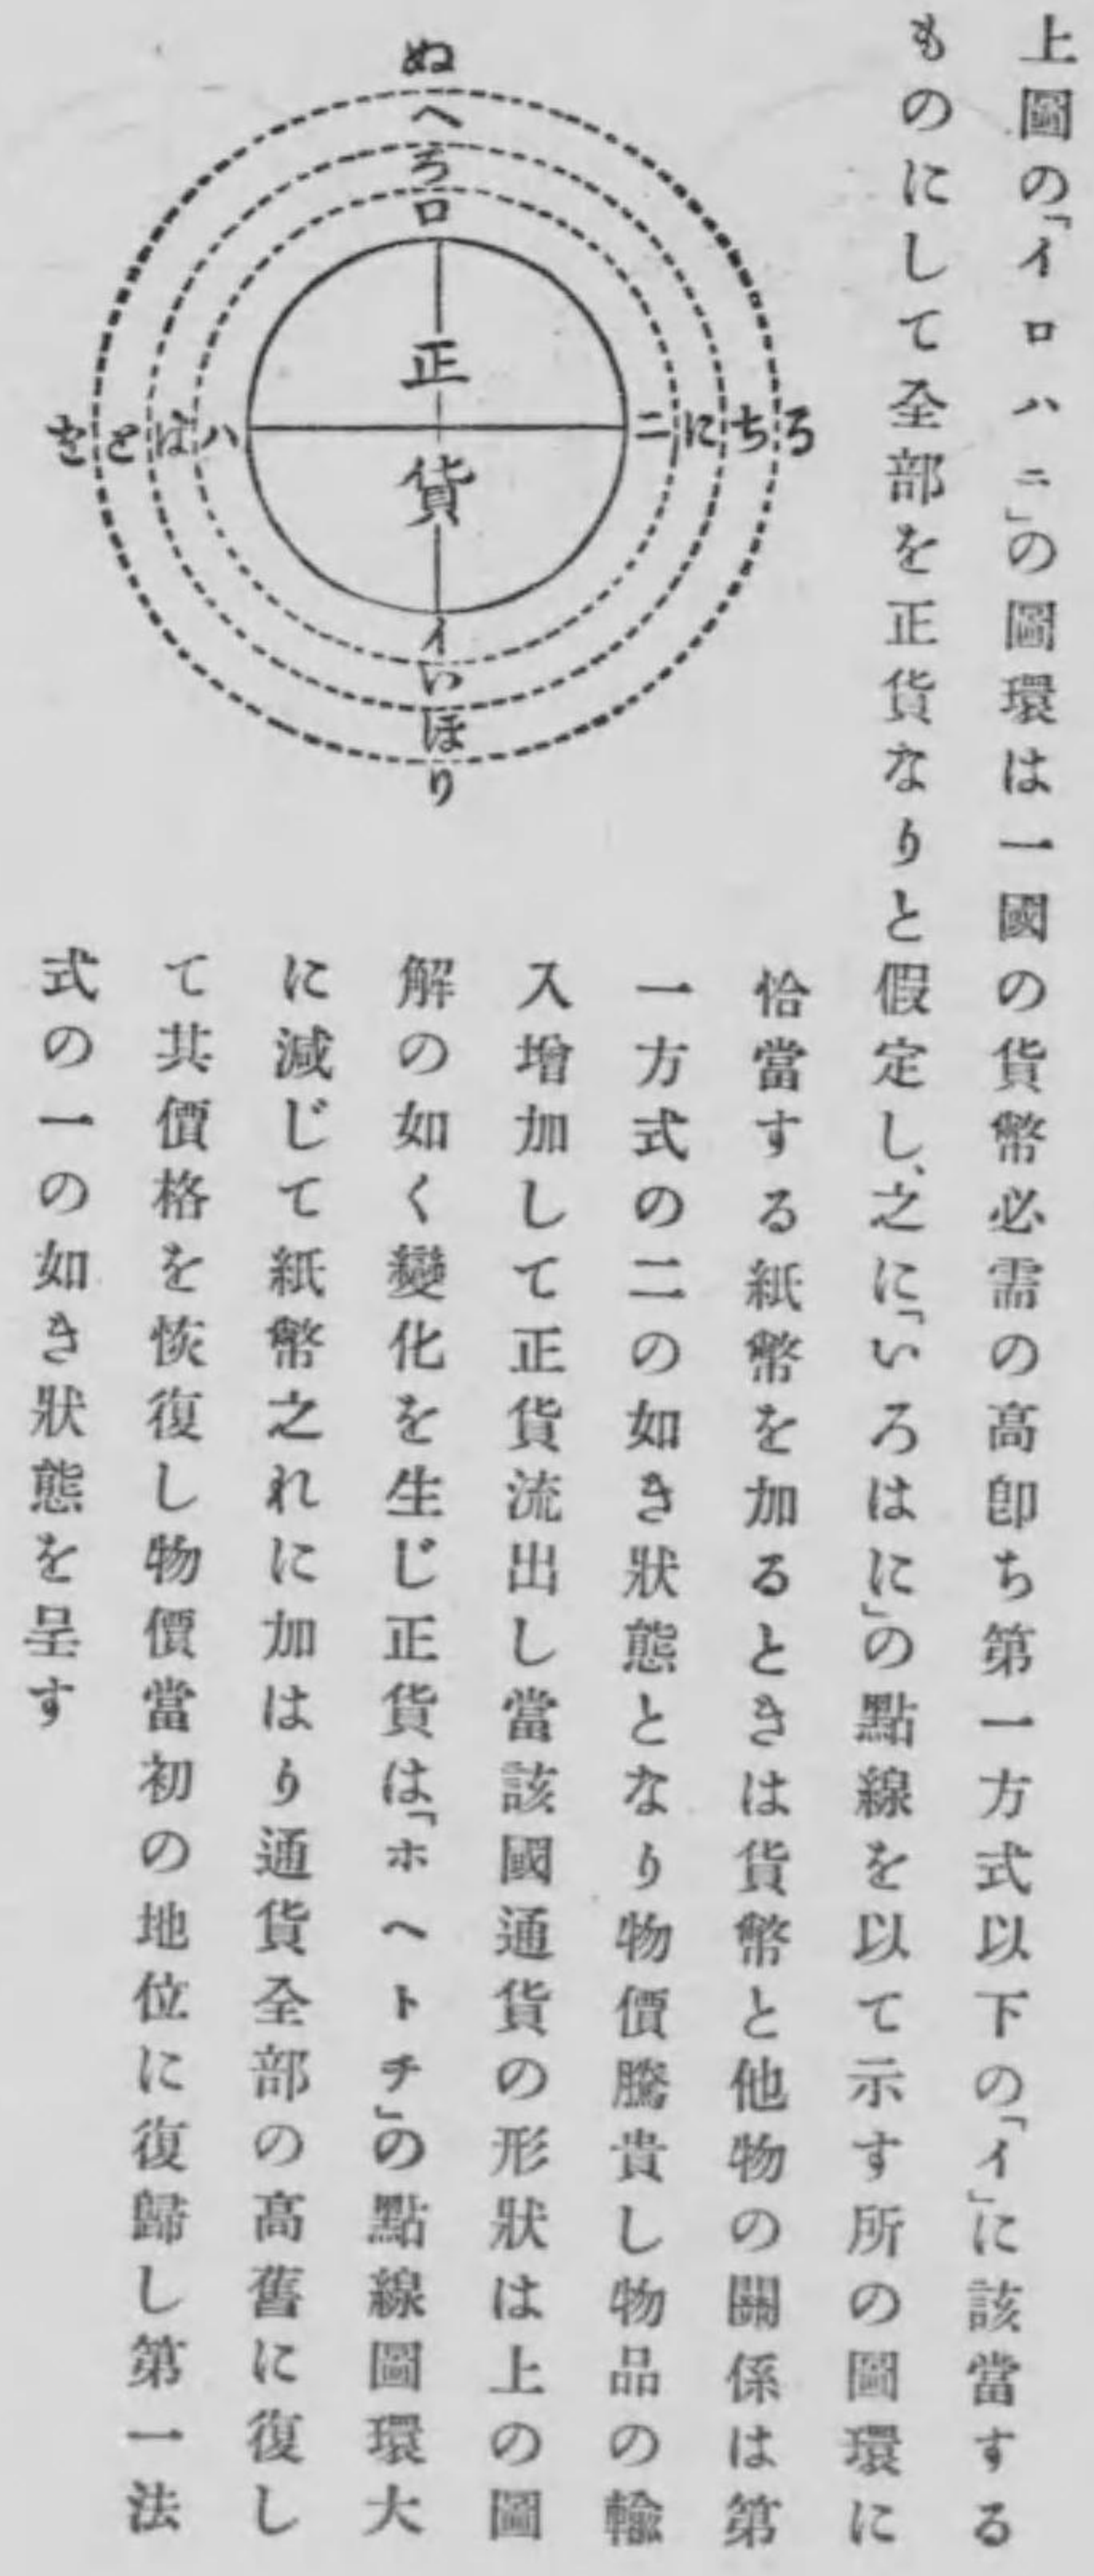 上圖の「イロハニ」の圖環は一國の貨幣必需の高卽ち第一方式以下の「イ」に該當する
ものにして全部を正貨なりと假定し、之に「いろはに」の點線を以て示す所の圖環に
恰當する紙幣を加るときは貨幣と他物の關係は第
一方式の二の如き狀態となり物價騰貴し物品の輸
入增加して正貨流出し當該國通貨の形狀は上の圖
解の如く變化を生じ正貨は「ホヘトチ」の點線圖環大
に減じて紙幣之れに加はり通貨全部の高舊に復し
て其價格を恢復し物價當初の地位に復歸し第一法
式の一の如き狀態を呈す
ぬへろロ
正貨
イいほり
をとはハ
ニにちる